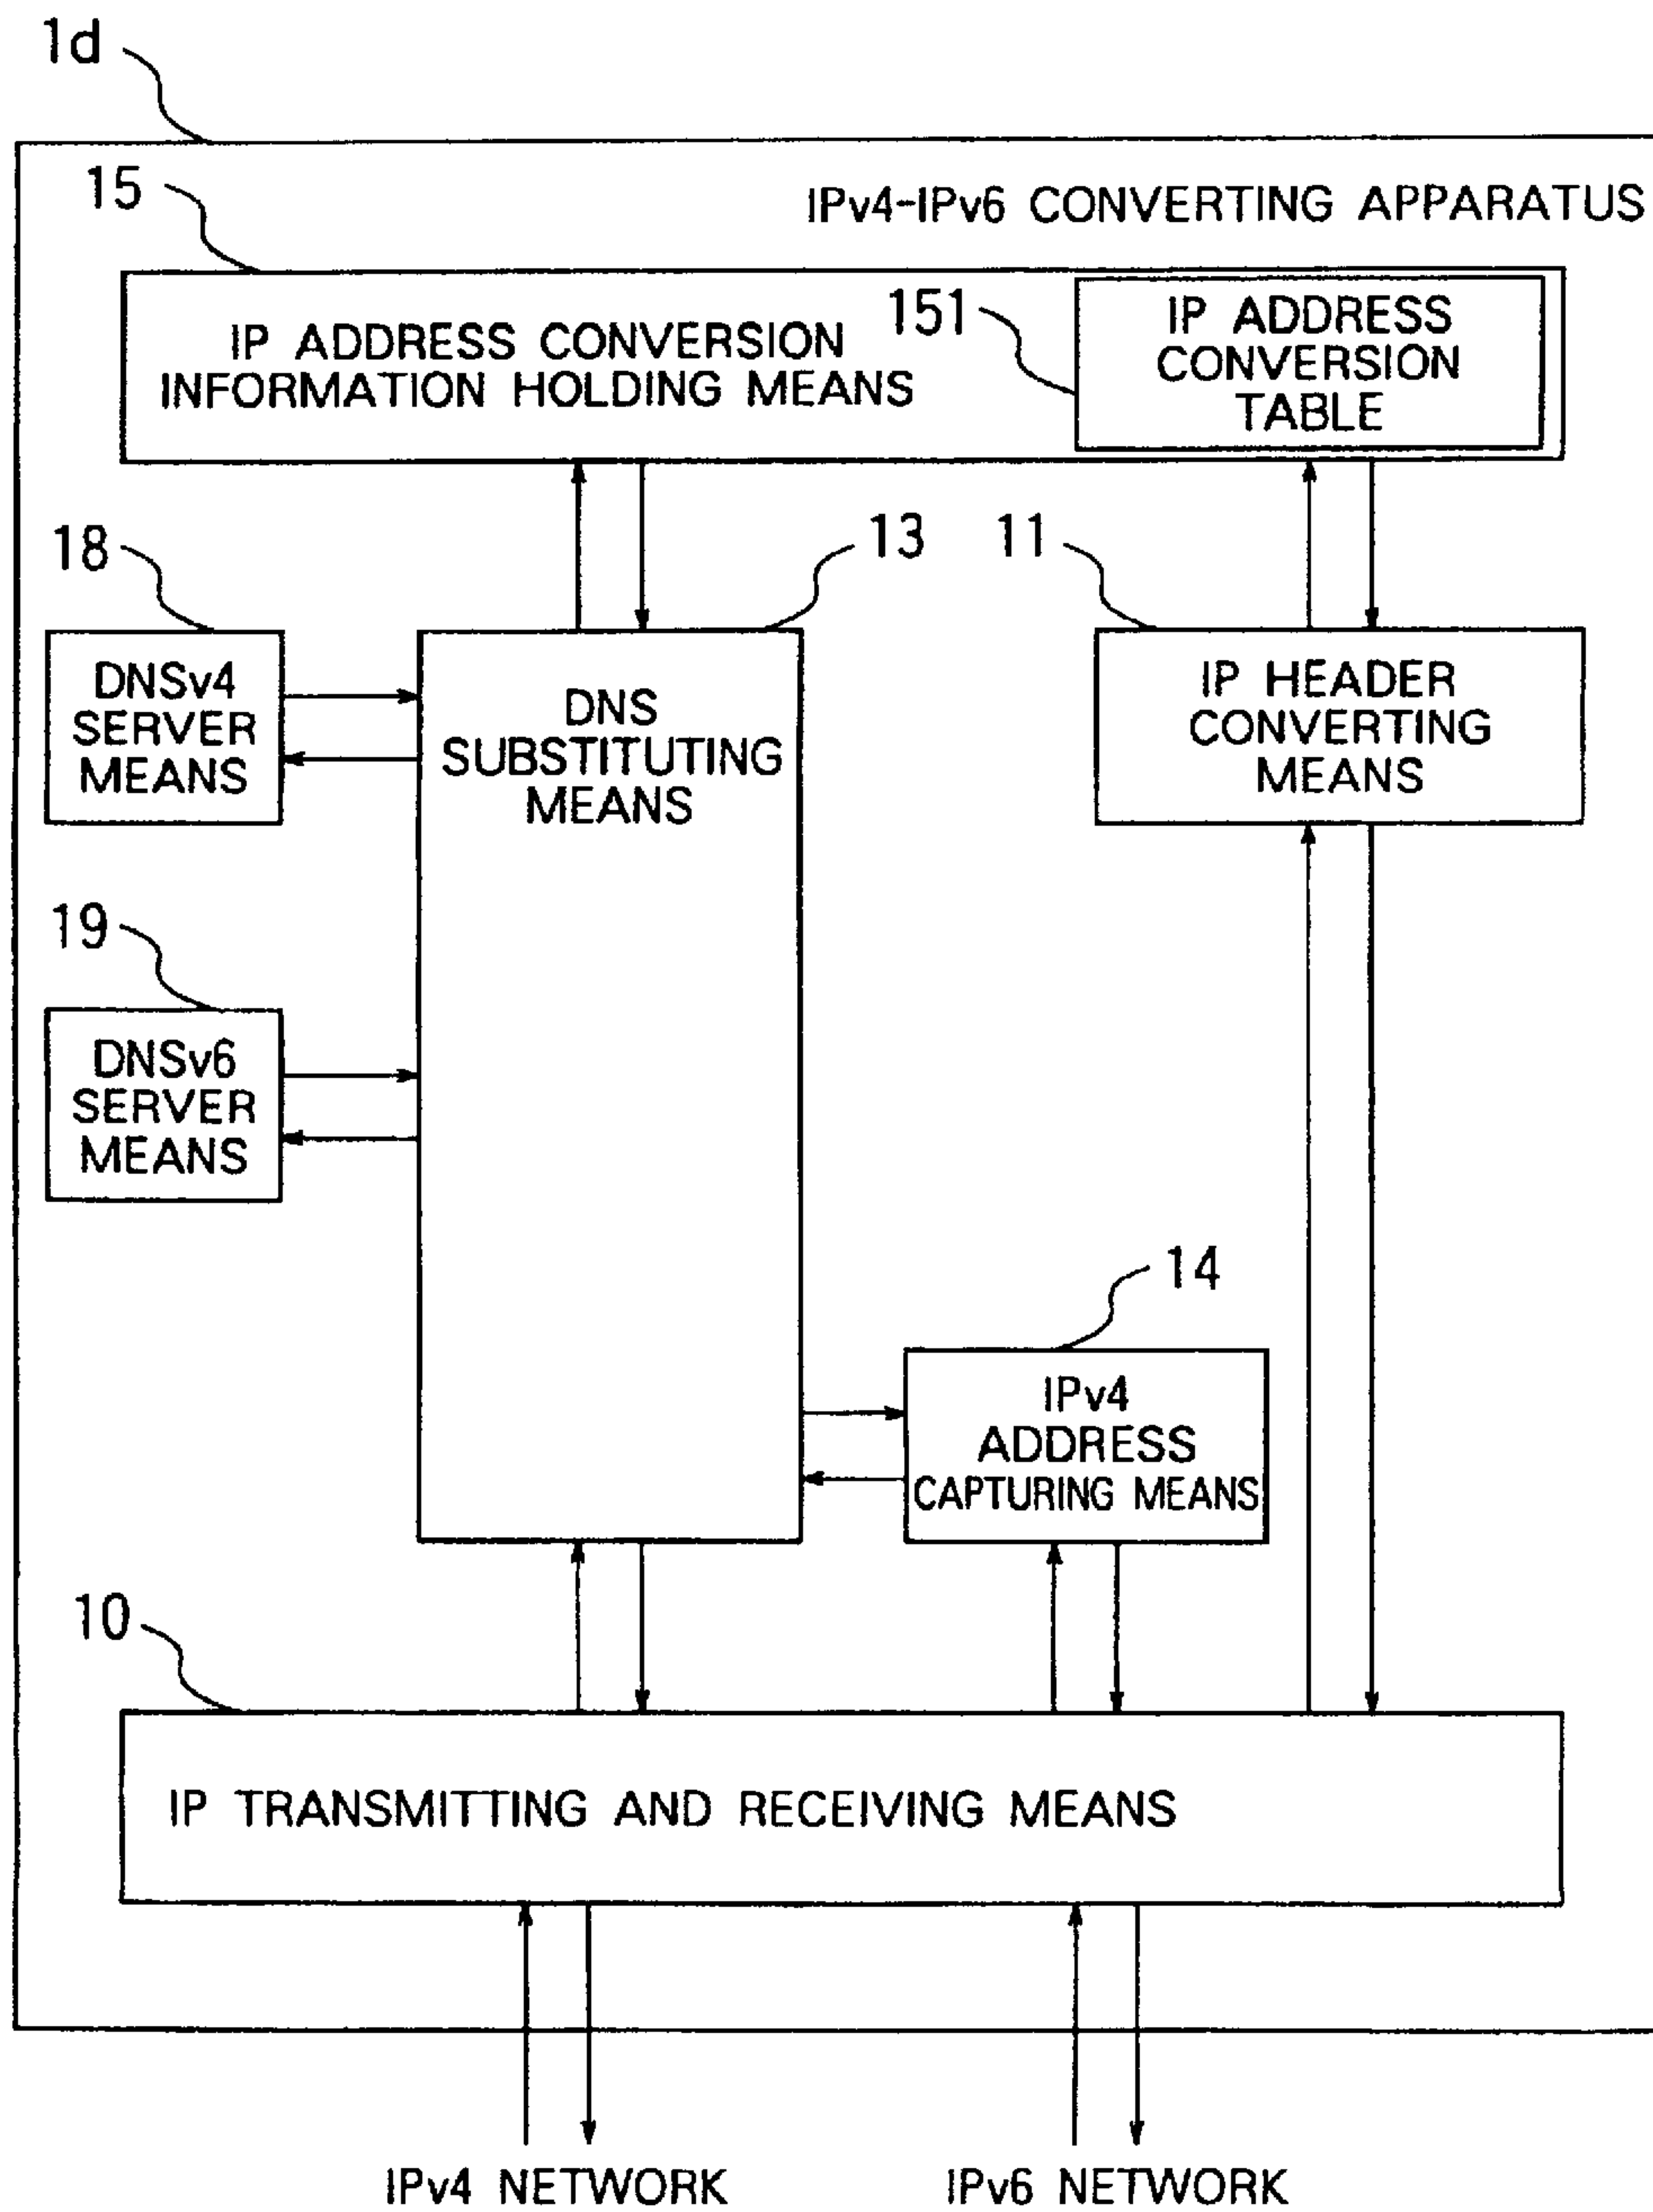 1d
15
IPv4-IPv6 CONVERTING APPARATUS
IP ADDRESS CONVERSION
INFORMATION HOLDING MEANS
151
IP ADDRESS
CONVERSION
TABLE
18
13
11
DNSv4
SERVER
MEANS
DNS
SUBSTITUTING
MEANS
IP HEADER
CONVERTING
MEANS
19
DNSv6
SERVER
MEANS
14
IPv4
ADDRESS
CAPTURING MEANS
10
IP TRANSMITTING AND RECEIVING MEANS
IPv4 NETWORK
IPv6 NETWORK